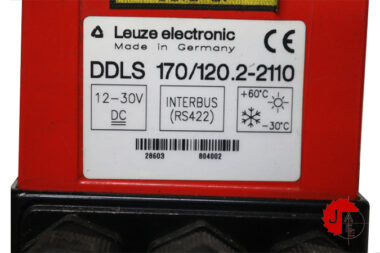 Leuze electronic
Made in Germany
CE
DDLS 170/120.2-2110
12-30V
DC
INTERBUS
(RS422)
+60°C
-30°C
28603 804002